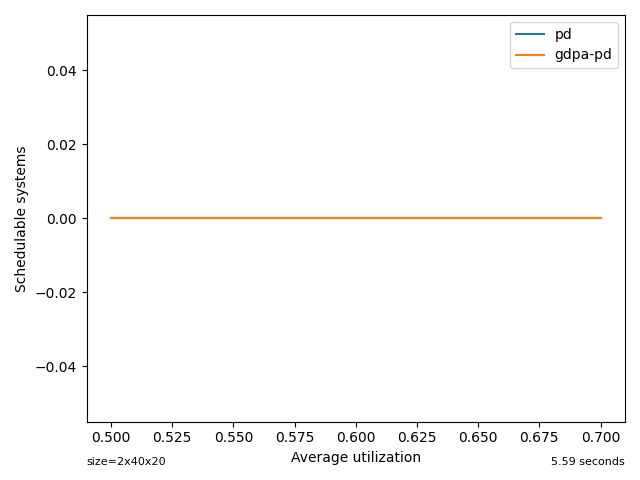 pd
gdpa-pd
Schedulable systems
0.04
0.02
0.00
−0.02
−0.04
0.500 0.525 0.550 0.575 0.600 0.625 0.650 0.675 0.700
size=2x40x20 Average utilization 5.59 seconds